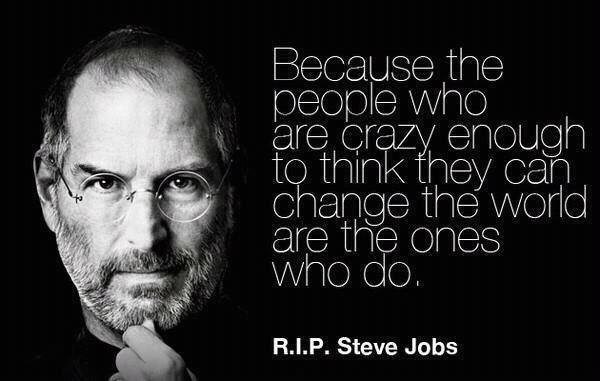 Because the
people who
are crazy enough
to think they can
change the world
are the ones
who do.
R.I.P. Steve Jobs